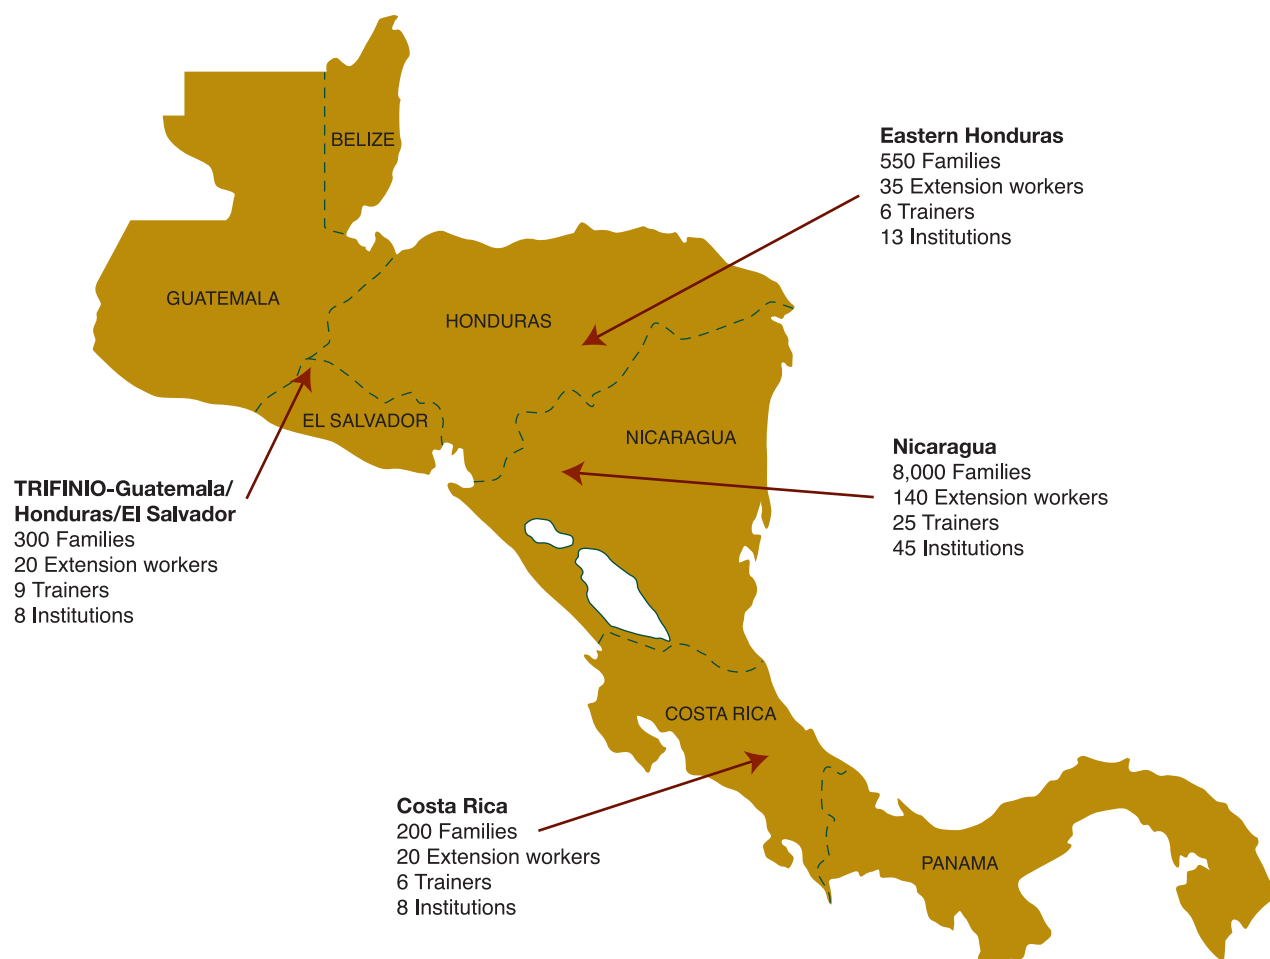 BELIZE
GUATEMALA
HONDURAS
EL SALVADOR
NICARAGUA
COSTA RICA
PANAMA
Eastern Honduras
550 Families
35 Extension workers
6 Trainers
13 Institutions
Nicaragua
8,000 Families
140 Extension workers
25 Trainers
45 Institutions
TRIFINIO-Guatemala/
Honduras/El Salvador
300 Families
20 Extension workers
9 Trainers
8 Institutions
Costa Rica
200 Families
20 Extension workers
6 Trainers
8 Institutions